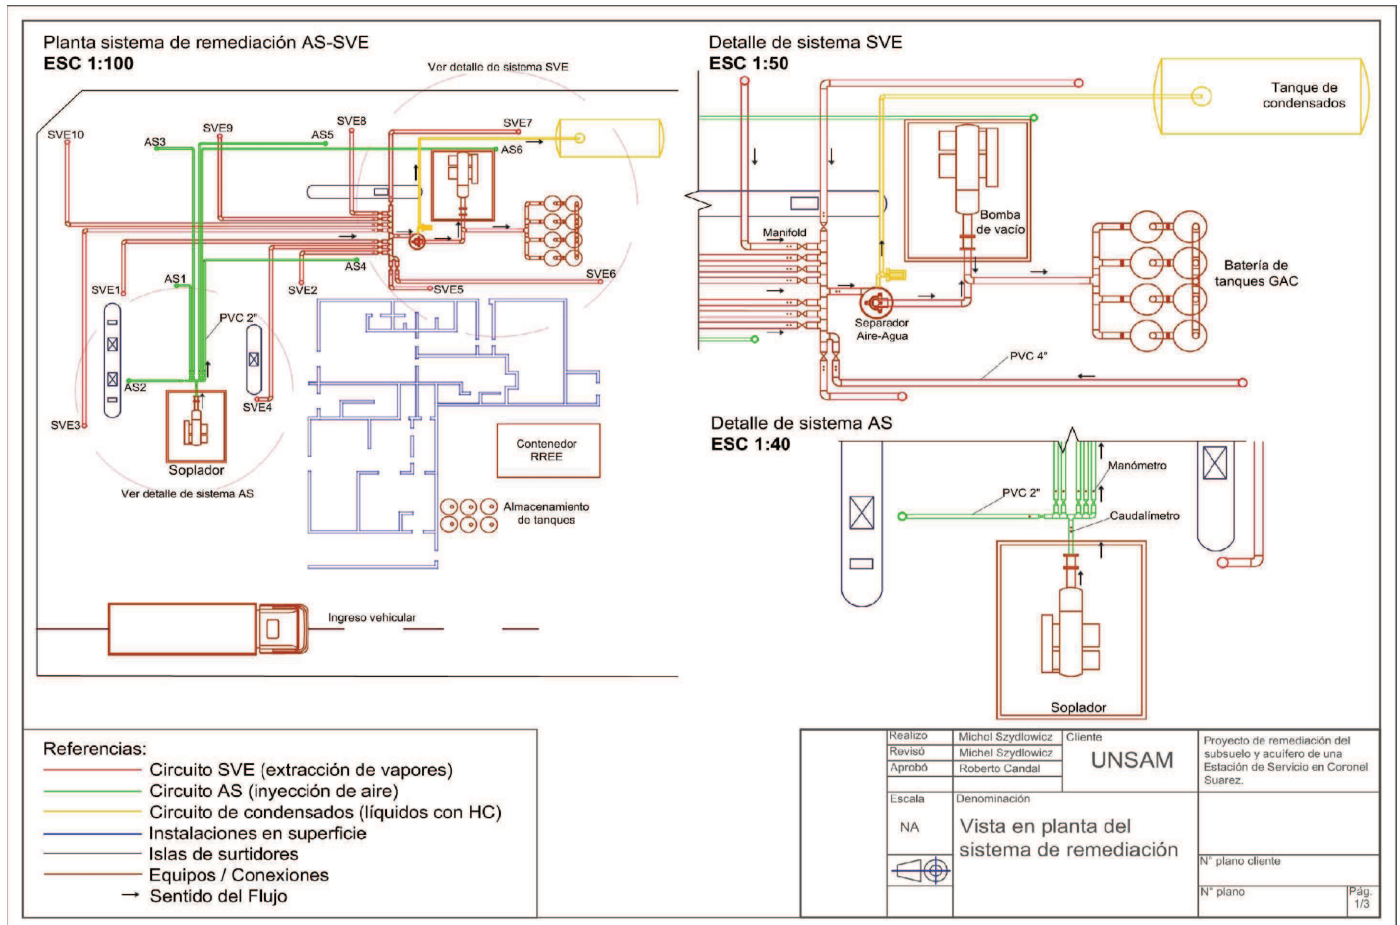 Planta sistema de remediación AS-SVE
ESC 1:100
Ver detalle de sistema SVE
SVE10
AS3
SVE9
AS5
SVE8
SVE7
AS6
AS1
SVE1
AS4
SVE2
SVE5
SVE6
PVC 2"
AS2
SVE3
SVE4
Soplador
Ver detalle de sistema AS
Contenedor
RREE
Almacenamiento
de tanques
Ingreso vehicular
Detalle de sistema SVE
ESC 1:50
Tanque de
condensados
Bomba
de vacío
Manifold
Separador
Aire-Agua
Batería de
tanques GAC
PVC 4"
Detalle de sistema AS
ESC 1:40
Manómetro
PVC 2"
Caudalímetro
Soplador
Referencias:
Circuito SVE (extracción de vapores)
Circuito AS (inyección de aire)
Circuito de condensados (líquidos con HC)
Instalaciones en superficie
Islas de surtidores
Equipos / Conexiones
Sentido del Flujo
Realizo Michel Szydlowicz
Revisó Michel Szydlowicz
Aprobó Roberto Candal
Cliente
UNSAM
Proyecto de remediación del
subsuelo y acuífero de una
Estación de Servicio en Coronel
Suarez.
Escala
NA
Denominación
Vista en planta del
sistema de remediación
N° plano cliente
N° plano
Pág.
1/3